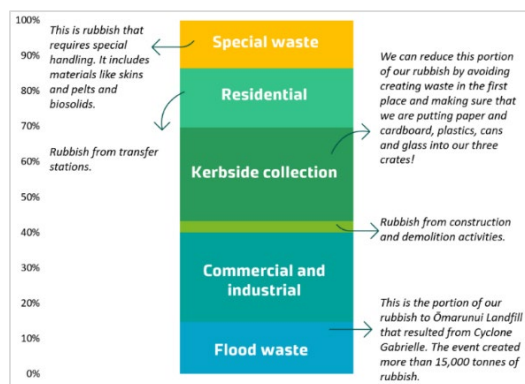 100%
90%
80%
70%
60%
50%
40%
30%
20%
10%
0%
This is rubbish that
requires special
handling. It includes
materials like skins
and pelts and
biosolids.
Rubbish from transfer
stations.
Special waste
Residential
Kerbside collection
Commercial and
industrial
Flood waste
We can reduce this portion
of our rubbish by avoiding
creating waste in the first
place and making sure that
we are putting paper and
cardboard, plastics, cans
and glass into our three
crates!
Rubbish from construction
and demolition activities.
This is the portion of our
rubbish to Ōmarunui Landfill
that resulted from Cyclone
Gabrielle. The event created
more than 15,000 tonnes of
rubbish.